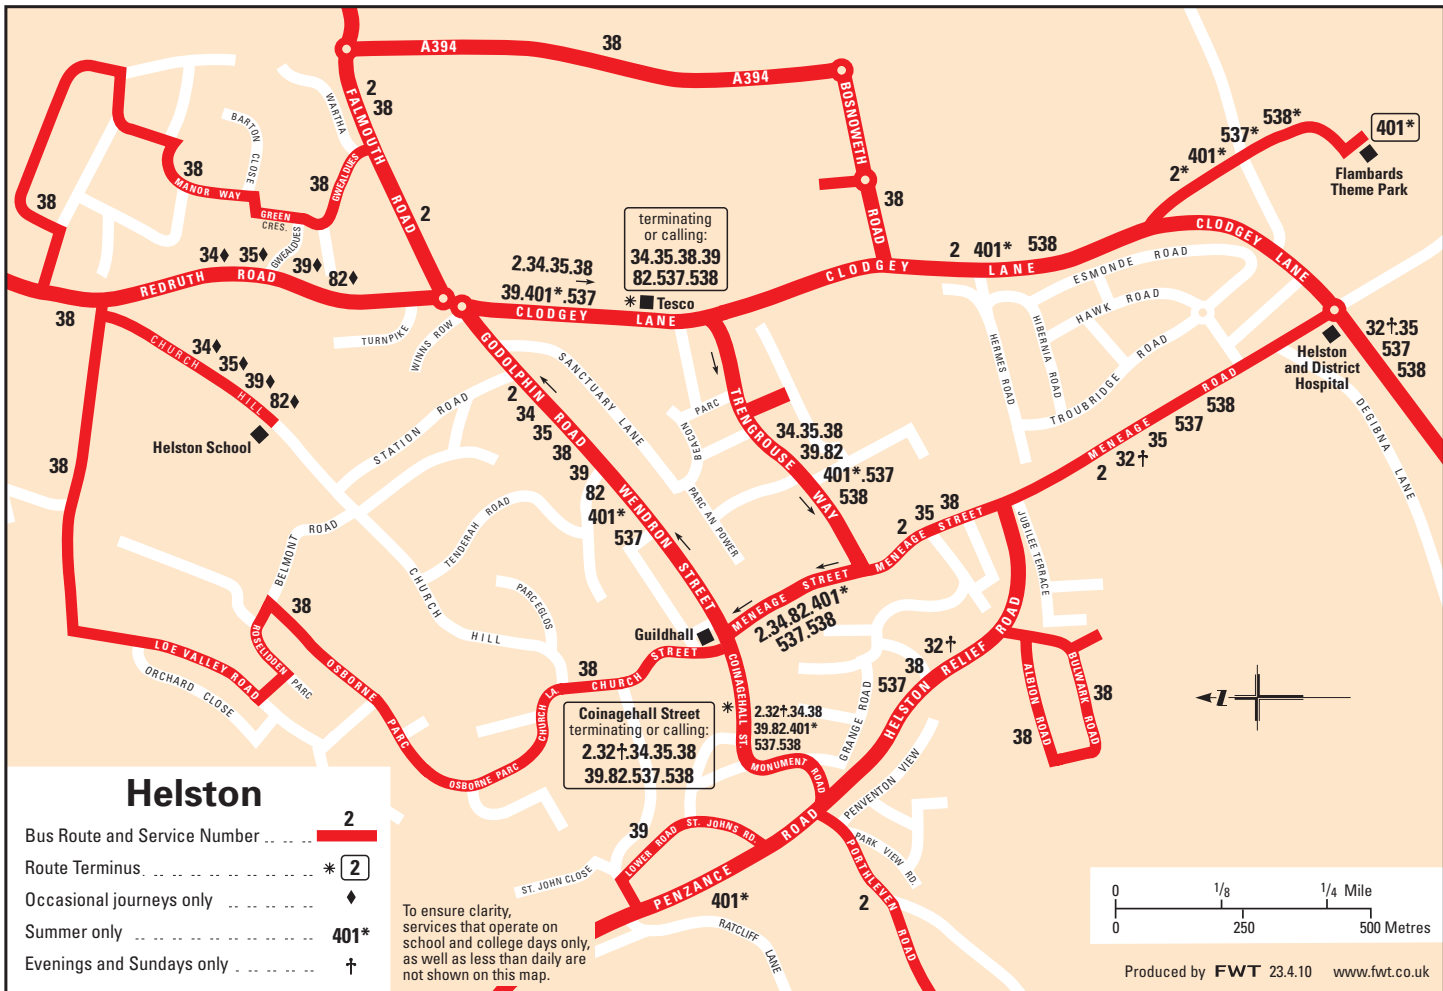 A394
38
A394
2
38
FALMOUTH
ROAD
2
WARTHA
BARTON
CLOSE
38
MANOR WAY
38
GWEALDUES
GREEN
CRES.
GWEALDUES
38
34♦ 35♦
39♦
82♦
REDRUTH ROAD
38
BOSNOWETH
ROAD
38
538*
537*
401*
2*
401*
Flambards
Theme Park
terminating
or calling:
34.35.38.39
82.537.538
✳ Tesco
2.34.35.38
→
39.401*.537
CLODGEY LANE
CLODGEY LANE
2 401* 538
CLODGEY LANE
ESMONDE ROAD
HAWK ROAD
HIBERNIA ROAD
HERMES ROAD
TROUBRIDGE ROAD
Helston
and District
Hospital
32†.35
537
538
DEGIBNA LANE
TURNPIKE
WINNS ROW
CHURCH
HILL
34♦
35♦
39♦
82♦
Helston School
38
STATION ROAD
SANCTUARY LANE
GODOLPHIN ROAD
2
34
35
38
39
82
401*
537
WENDRON
STREET
PARC
BEACON
PARC AN POWER
TRENGROUSE
WAY
34.35.38
39.82
401*.537
538
MENEAGE ROAD
538
537
35
32†
2
MENEAGE STREET
2 35 38
MENEAGE STREET
2.34.82.401*
537.538
JUBILEE TERRACE
BELMONT ROAD
TENDERAH ROAD
PARC EGLOS
CHURCH
HILL
Guildhall
38
ROSELIDDEN
PARC
LOE VALLEY ROAD
ORCHARD CLOSE
OSBORNE
PARC
OSBORNE PARC
CHURCH
LA.
38
CHURCH
STREET
COINAGEHALL
ST.
Coinagehall Street
terminating or calling:
2.32†.34.35.38
39.82.537.538
✳
2.32†.34.38
39.82.401*
537.538
MONUMENT
ROAD
GRANGE ROAD
HELSTON RELIEF
ROAD
32†
38
537
ALBION ROAD
BULWARK ROAD
38
38
PENVENTON VIEW
PARK VIEW
RD.
PORTHLEVEN
ROAD
2
PENZANCE
ROAD
401*
39
LOWER ROAD
ST. JOHNS RD.
ST. JOHN CLOSE
RATCLIFF
LANE
N
Helston
Bus Route and Service Number 2
Route Terminus ✳ 2
Occasional journeys only ♦
Summer only 401*
Evenings and Sundays only †
To ensure clarity,
services that operate on
school and college days only,
as well as less than daily are
not shown on this map.
0 1/8 1/4 Mile
0 250 500 Metres
Produced by FWT 23.4.10 www.fwt.co.uk